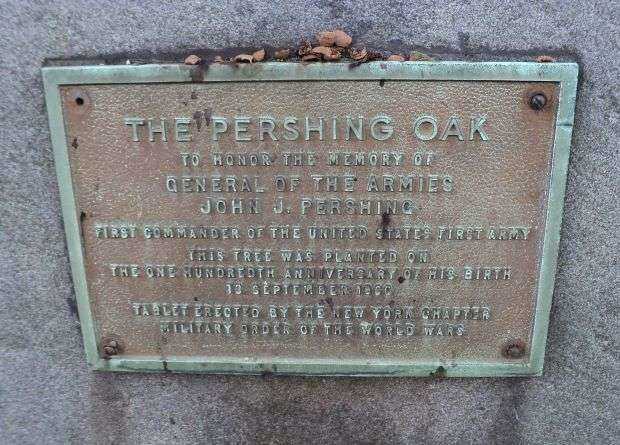 THE PERSHING OAK
TO HONOR THE MEMORY OF
GENERAL OF THE ARMIES
JOHN J. PERSHING
FIRST COMMANDER OF THE UNITED STATES FIRST ARMY
THIS TREE WAS PLANTED ON
THE ONE HUNDREDTH ANNIVERSARY OF HIS BIRTH
13 SEPTEMBER 1960
TABLET ERECTED BY THE NEW YORK CHAPTER
MILITARY ORDER OF THE WORLD WARS